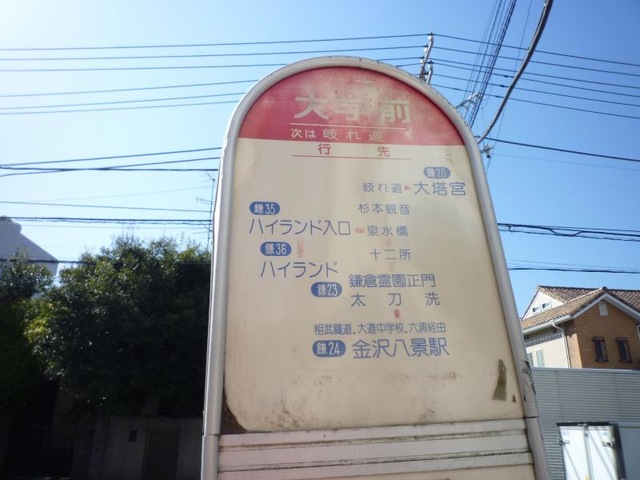 大学前
次は岐れ道
行先
鎌20
岐れ道 大塔宮
鎌35 杉本観音
ハイランド入口 泉水橋
鎌36 十二所
ハイランド
鎌23 鎌倉霊園正門
太刀洗
相武隧道、大道中学校、六浦経由
鎌24 金沢八景駅